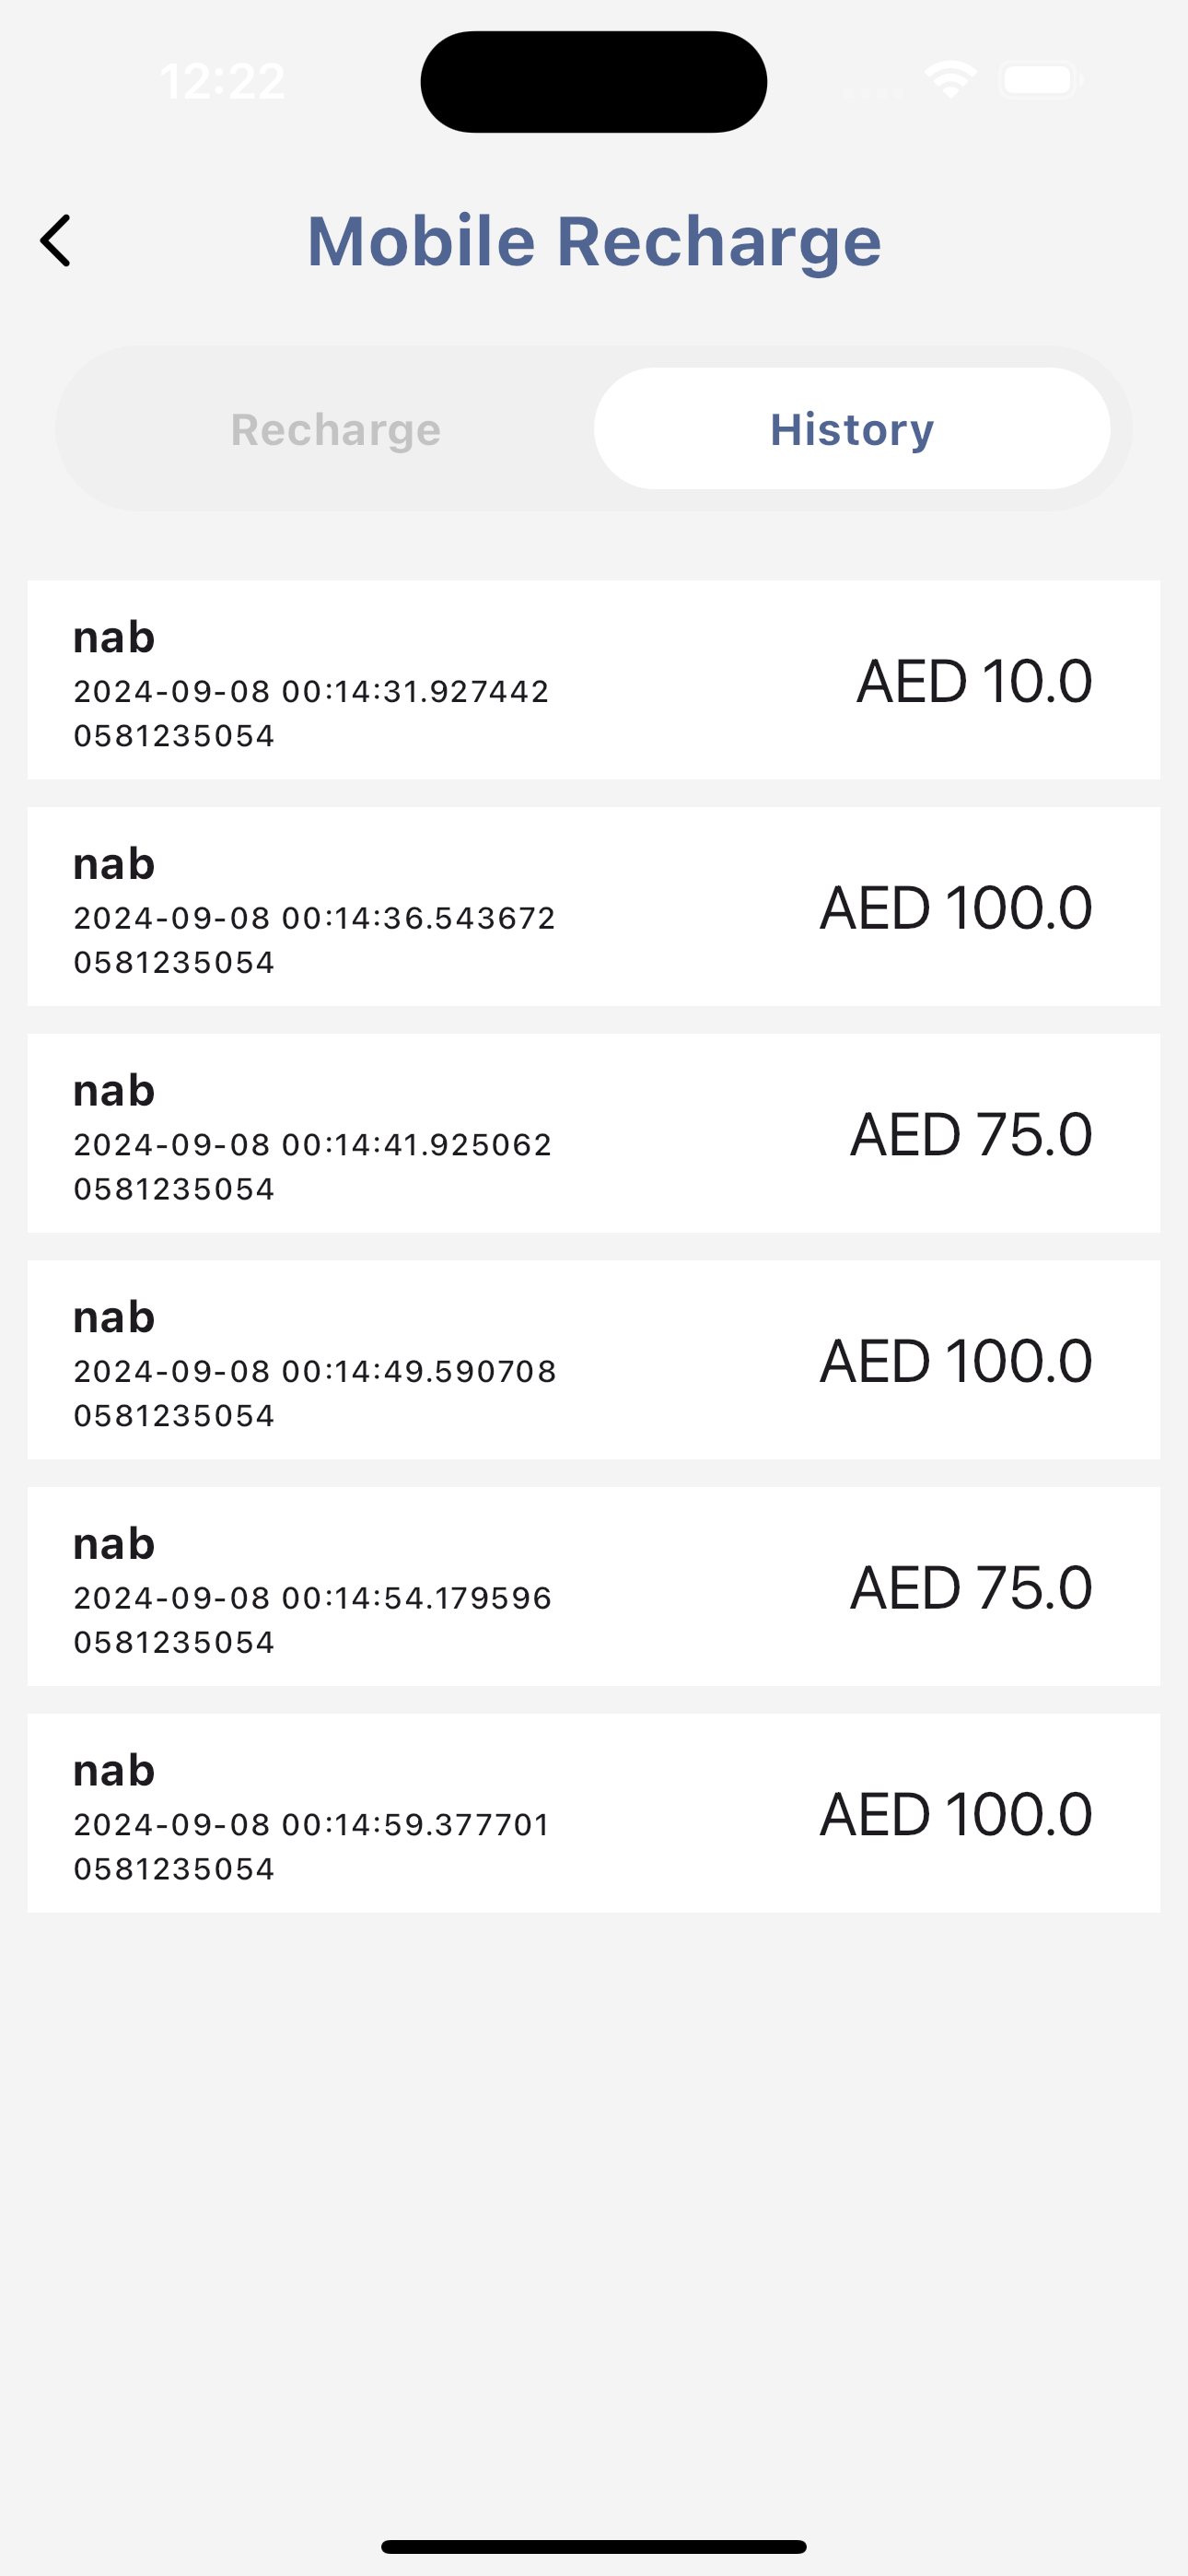 12:22
Mobile Recharge
Recharge
History
nab
2024-09-08 00:14:31.927442
0581235054
AED 10.0
nab
2024-09-08 00:14:36.543672
0581235054
AED 100.0
nab
2024-09-08 00:14:41.925062
0581235054
AED 75.0
nab
2024-09-08 00:14:49.590708
0581235054
AED 100.0
nab
2024-09-08 00:14:54.179596
0581235054
AED 75.0
nab
2024-09-08 00:14:59.377701
0581235054
AED 100.0